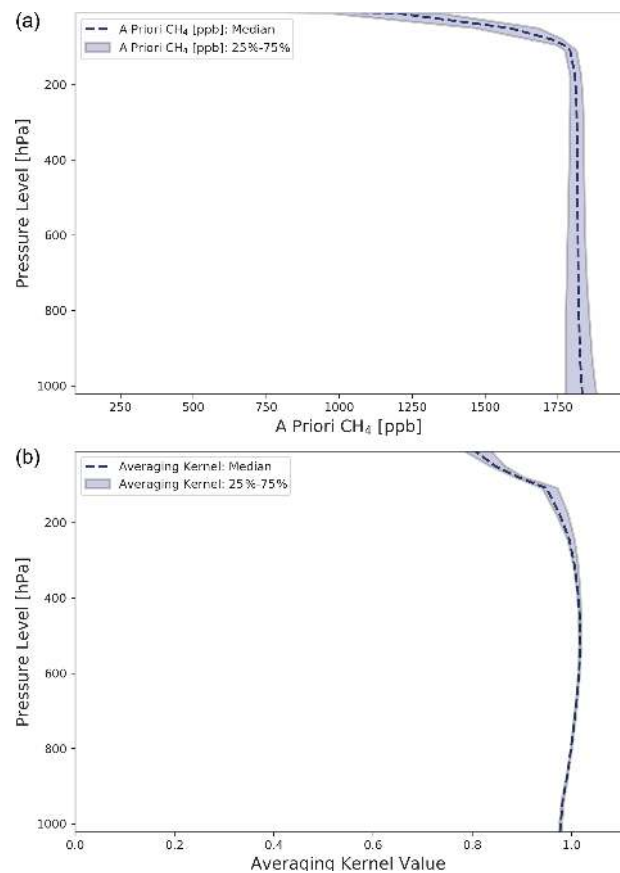 (a)
A Priori CH₄ [ppb]: Median
A Priori CH₄ [ppb]: 25%-75%
200
400
600
800
1000
Pressure Level [hPa]
250
500
750
1000
1250
1500
1750
A Priori CH₄ [ppb]
(b)
Averaging Kernel: Median
Averaging Kernel: 25%-75%
200
400
600
800
1000
Pressure Level [hPa]
0.0
0.2
0.4
0.6
0.8
1.0
Averaging Kernel Value